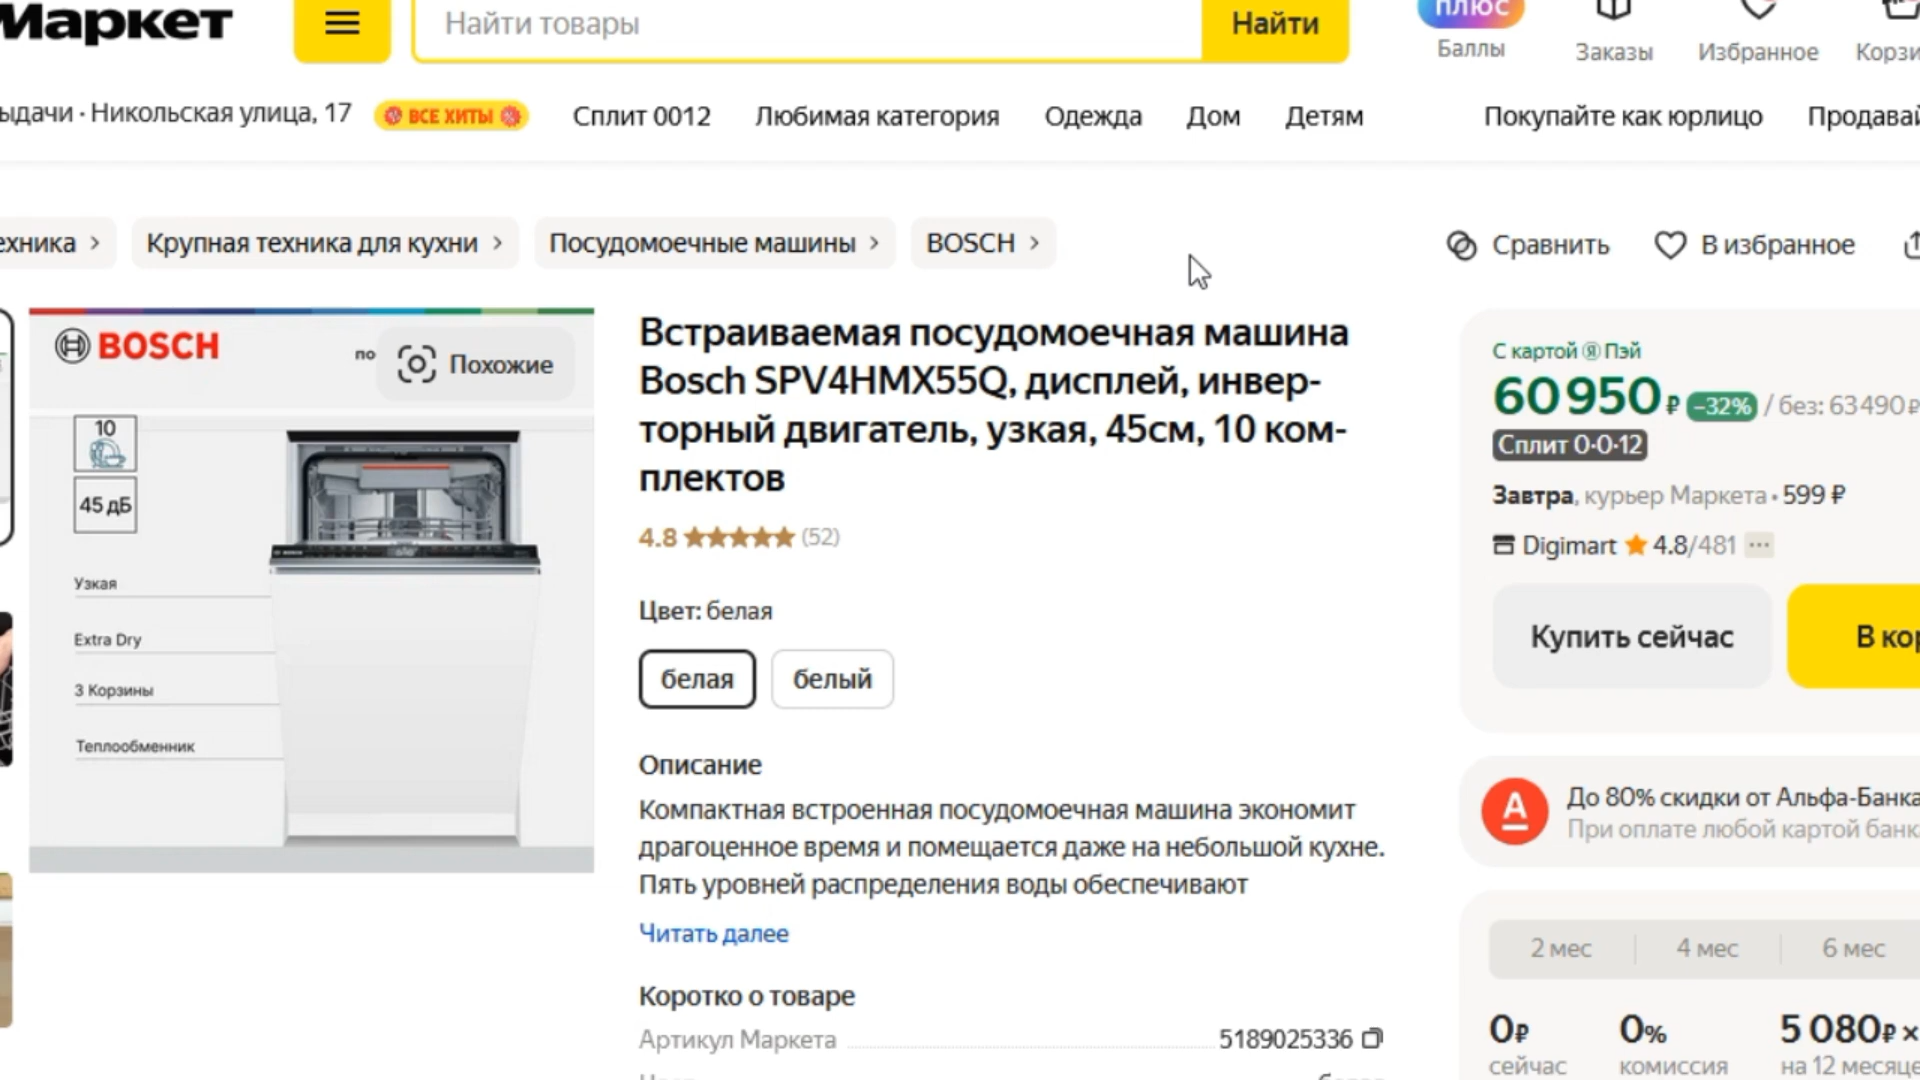 Маркет
Найти товары
Найти
плюс
Баллы
Заказы
Избранное
Корзи
ыдачи · Никольская улица, 17
ВСЕ ХИТЫ
Сплит 0012
Любимая категория
Одежда
Дом
Детям
Покупайте как юрлицо
Продавай
ехника
Крупная техника для кухни
Посудомоечные машины
BOSCH
Сравнить
В избранное
BOSCH
по
Похожие
10
45 дБ
Узкая
Extra Dry
3 Корзины
Теплообменник
Встраиваемая посудомоечная машина
Bosch SPV4HMX55Q, дисплей, инвер-
торный двигатель, узкая, 45см, 10 ком-
плектов
4.8 (52)
Цвет: белая
белая
белый
Описание
Компактная встроенная посудомоечная машина экономит
драгоценное время и помещается даже на небольшой кухне.
Пять уровней распределения воды обеспечивают
Читать далее
Коротко о товаре
Артикул Маркета 5189025336
С картой Я Пэй
60 950 ₽ –32% / без: 63 490 ₽
Сплит 0·0·12
Завтра, курьер Маркета · 599 ₽
Digimart 4.8/481 ···
Купить сейчас
В кор
А
До 80% скидки от Альфа-Банка
При оплате любой картой банк
2 мес
4 мес
6 мес
0₽
сейчас
0%
комиссия
5 080₽ ×
на 12 месяце